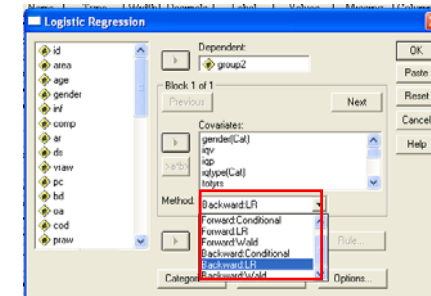 Logistic Regression
id
area
age
gender
inf
comp
ar
ds
vraw
pc
bd
oa
cod
praw
Dependent:
group2
Block 1 of 1
Previous
Next
Covariates:
gender(Cat)
iqv
iqp
iqtype(Cat)
totyrs
>a*b>
Method:
Backward:LR
Forward:Conditional
Forward:LR
Forward:Wald
Backward:Conditional
Backward:LR
Backward:Wald
Rule...
Categor
Options...
OK
Paste
Reset
Cancel
Help